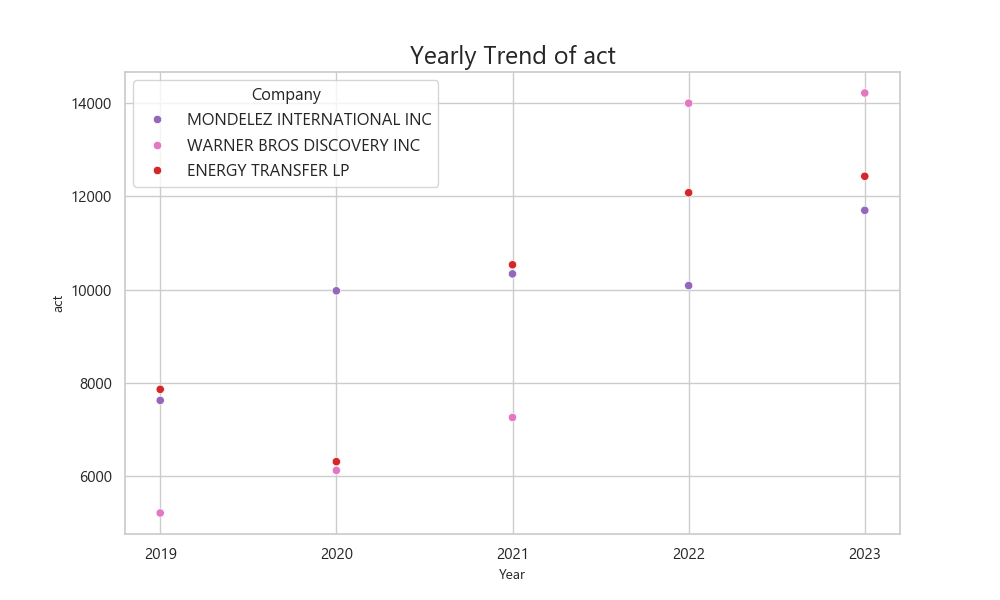 Yearly Trend of act
Company
MONDELEZ INTERNATIONAL INC
WARNER BROS DISCOVERY INC
ENERGY TRANSFER LP
14000
12000
10000
8000
6000
act
2019 2020 2021 2022 2023
Year